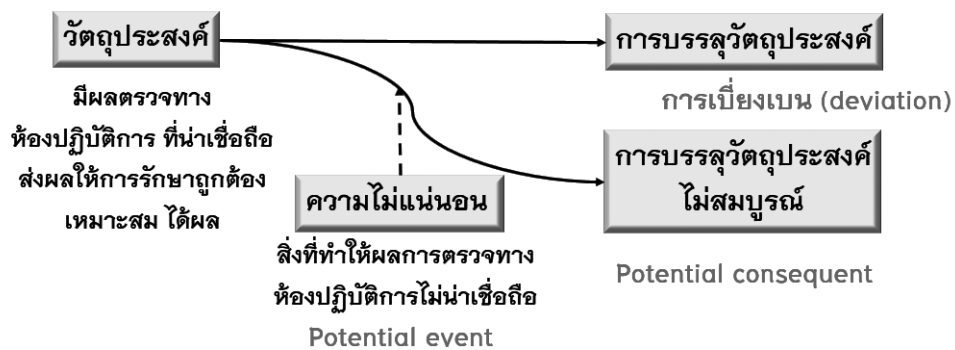 วัตถุประสงค์
มีผลตรวจทาง
ห้องปฏิบัติการ ที่น่าเชื่อถือ
ส่งผลให้การรักษาถูกต้อง
เหมาะสม ได้ผล
การบรรลุวัตถุประสงค์
การเบี่ยงเบน (deviation)
การบรรลุวัตถุประสงค์
ไม่สมบูรณ์
Potential consequent
ความไม่แน่นอน
สิ่งที่ทำให้ผลการตรวจทาง
ห้องปฏิบัติการไม่น่าเชื่อถือ
Potential event